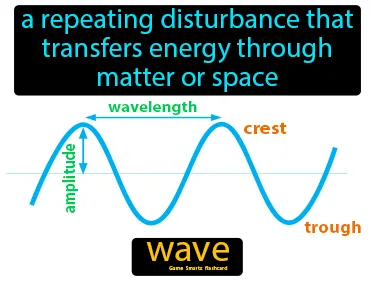 a repeating disturbance that
transfers energy through
matter or space
wavelength
crest
amplitude
trough
wave
Game Smartz flashcard